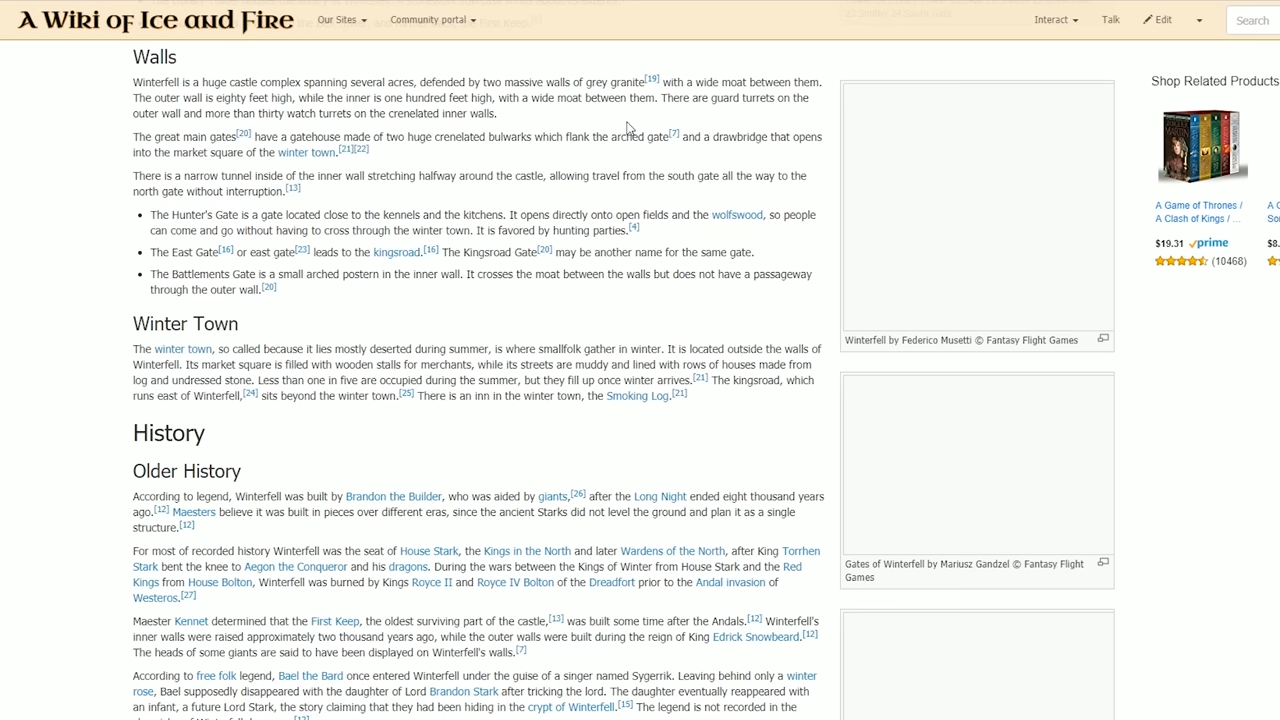 A Wiki of Ice and Fire
Our Sites
Community portal
Interact
Talk
Edit
Search
Walls
Winterfell is a huge castle complex spanning several acres, defended by two massive walls of grey granite[19] with a wide moat between them.
The outer wall is eighty feet high, while the inner is one hundred feet high, with a wide moat between them. There are guard turrets on the
outer wall and more than thirty watch turrets on the crenelated inner walls.
The great main gates[20] have a gatehouse made of two huge crenelated bulwarks which flank the arched gate[7] and a drawbridge that opens
into the market square of the winter town.[21][22]
There is a narrow tunnel inside of the inner wall stretching halfway around the castle, allowing travel from the south gate all the way to the
north gate without interruption.[13]
• The Hunter's Gate is a gate located close to the kennels and the kitchens. It opens directly onto open fields and the wolfswood, so people
can come and go without having to cross through the winter town. It is favored by hunting parties.[4]
• The East Gate[16] or east gate[23] leads to the kingsroad.[16] The Kingsroad Gate[20] may be another name for the same gate.
• The Battlements Gate is a small arched postern in the inner wall. It crosses the moat between the walls but does not have a passageway
through the outer wall.[20]
Winter Town
The winter town, so called because it lies mostly deserted during summer, is where smallfolk gather in winter. It is located outside the walls of
Winterfell. Its market square is filled with wooden stalls for merchants, while its streets are muddy and lined with rows of houses made from
log and undressed stone. Less than one in five are occupied during the summer, but they fill up once winter arrives.[21] The kingsroad, which
runs east of Winterfell,[24] sits beyond the winter town.[25] There is an inn in the winter town, the Smoking Log.[21]
History
Older History
According to legend, Winterfell was built by Brandon the Builder, who was aided by giants,[26] after the Long Night ended eight thousand years
ago.[12] Maesters believe it was built in pieces over different eras, since the ancient Starks did not level the ground and plan it as a single
structure.[12]
For most of recorded history Winterfell was the seat of House Stark, the Kings in the North and later Wardens of the North, after King Torrhen
Stark bent the knee to Aegon the Conqueror and his dragons. During the wars between the Kings of Winter from House Stark and the Red
Kings from House Bolton, Winterfell was burned by Kings Royce II and Royce IV Bolton of the Dreadfort prior to the Andal invasion of
Westeros.[27]
Maester Kennet determined that the First Keep, the oldest surviving part of the castle,[13] was built some time after the Andals.[12] Winterfell's
inner walls were raised approximately two thousand years ago, while the outer walls were built during the reign of King Edrick Snowbeard.[12]
The heads of some giants are said to have been displayed on Winterfell's walls.[7]
According to free folk legend, Bael the Bard once entered Winterfell under the guise of a singer named Sygerrik. Leaving behind only a winter
rose, Bael supposedly disappeared with the daughter of Lord Brandon Stark after tricking the lord. The daughter eventually reappeared with
an infant, a future Lord Stark, the story claiming that they had been hiding in the crypt of Winterfell.[15] The legend is not recorded in the
Winterfell by Federico Musetti © Fantasy Flight Games
Gates of Winterfell by Mariusz Gandzel © Fantasy Flight
Games
Shop Related Products
A Game of Thrones /
A Clash of Kings / ...
$19.31 prime
(10468)
$8.